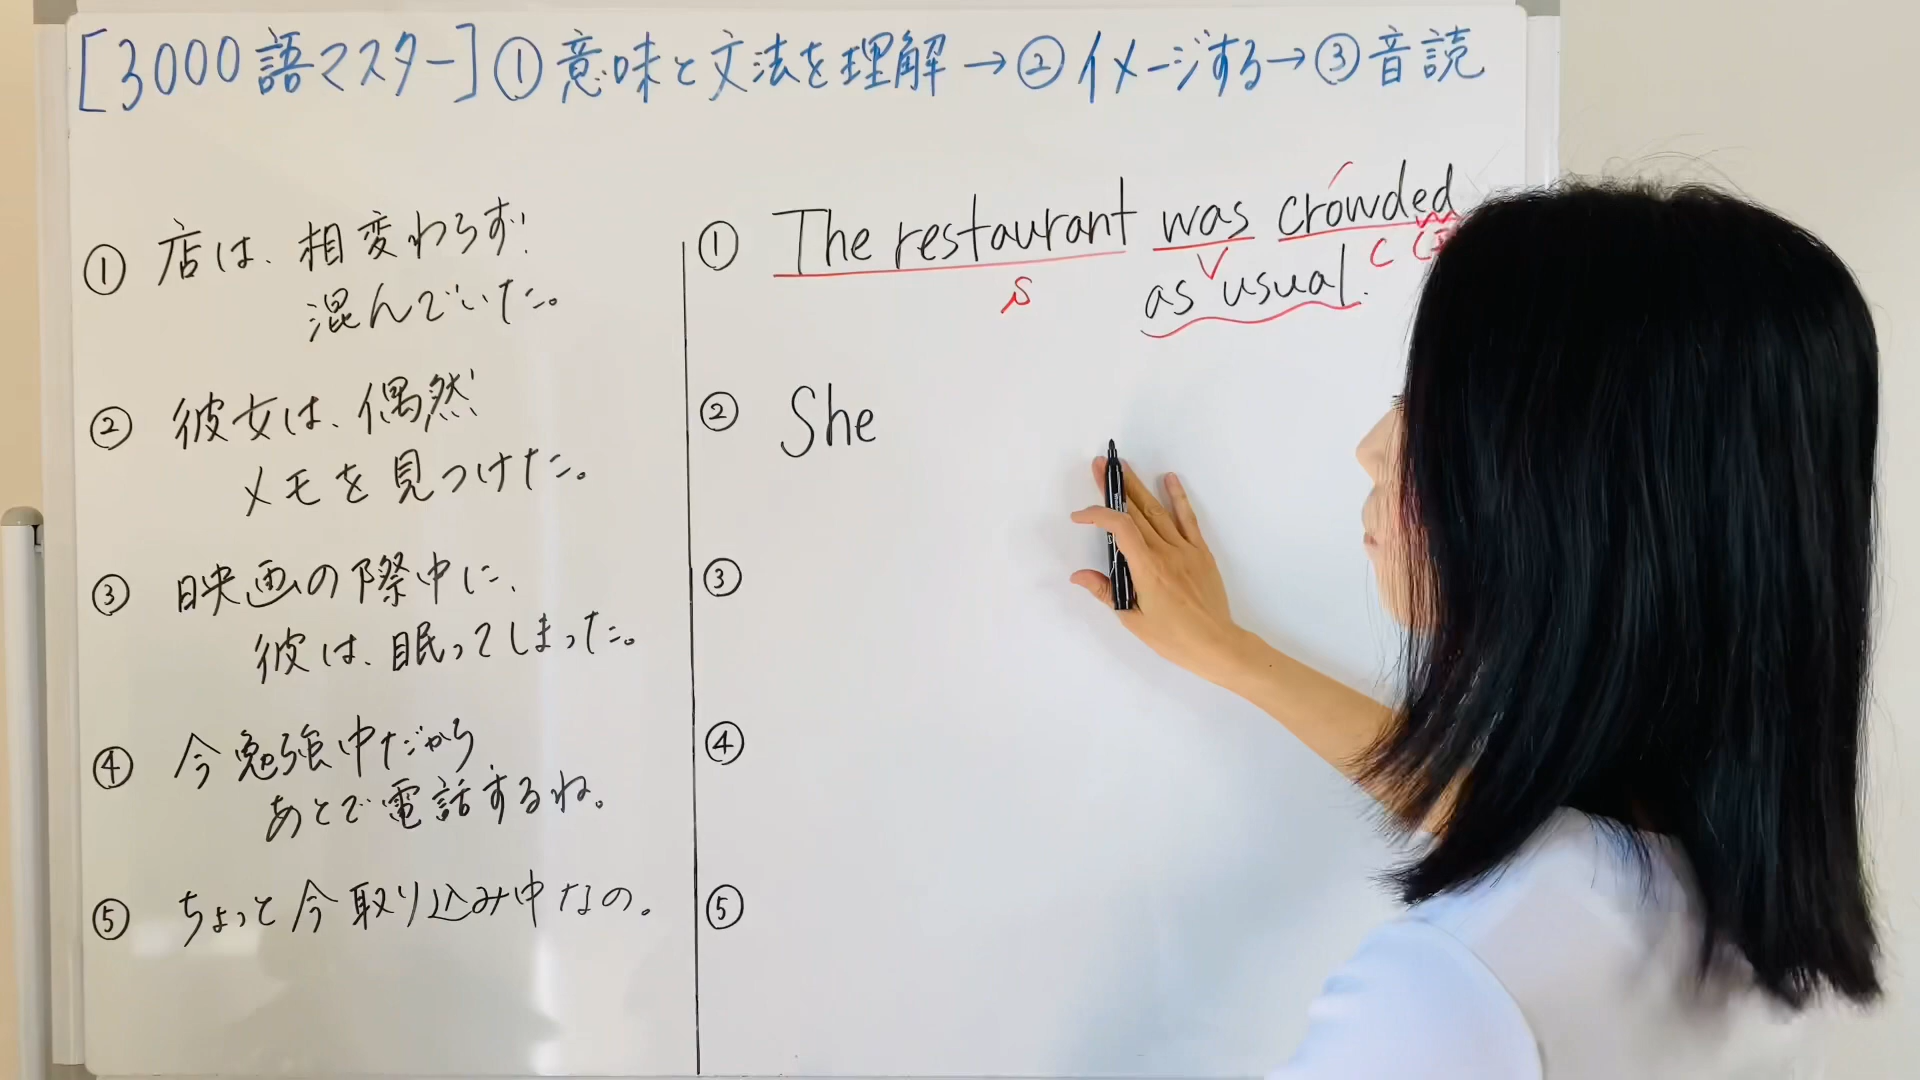 [3000語マスター]①意味と文法を理解→②イメージする→③音読
① 店は、相変わらず
混んでいた。
② 彼女は、偶然
メモを見つけた。
③ 映画の際中に、
彼は、眠ってしまった。
④ 今勉強中だから
あとで電話するね。
⑤ ちょっと今取り込み中なの。
① The restaurant was crowded
S V C
as usual.
② She
③
④
⑤